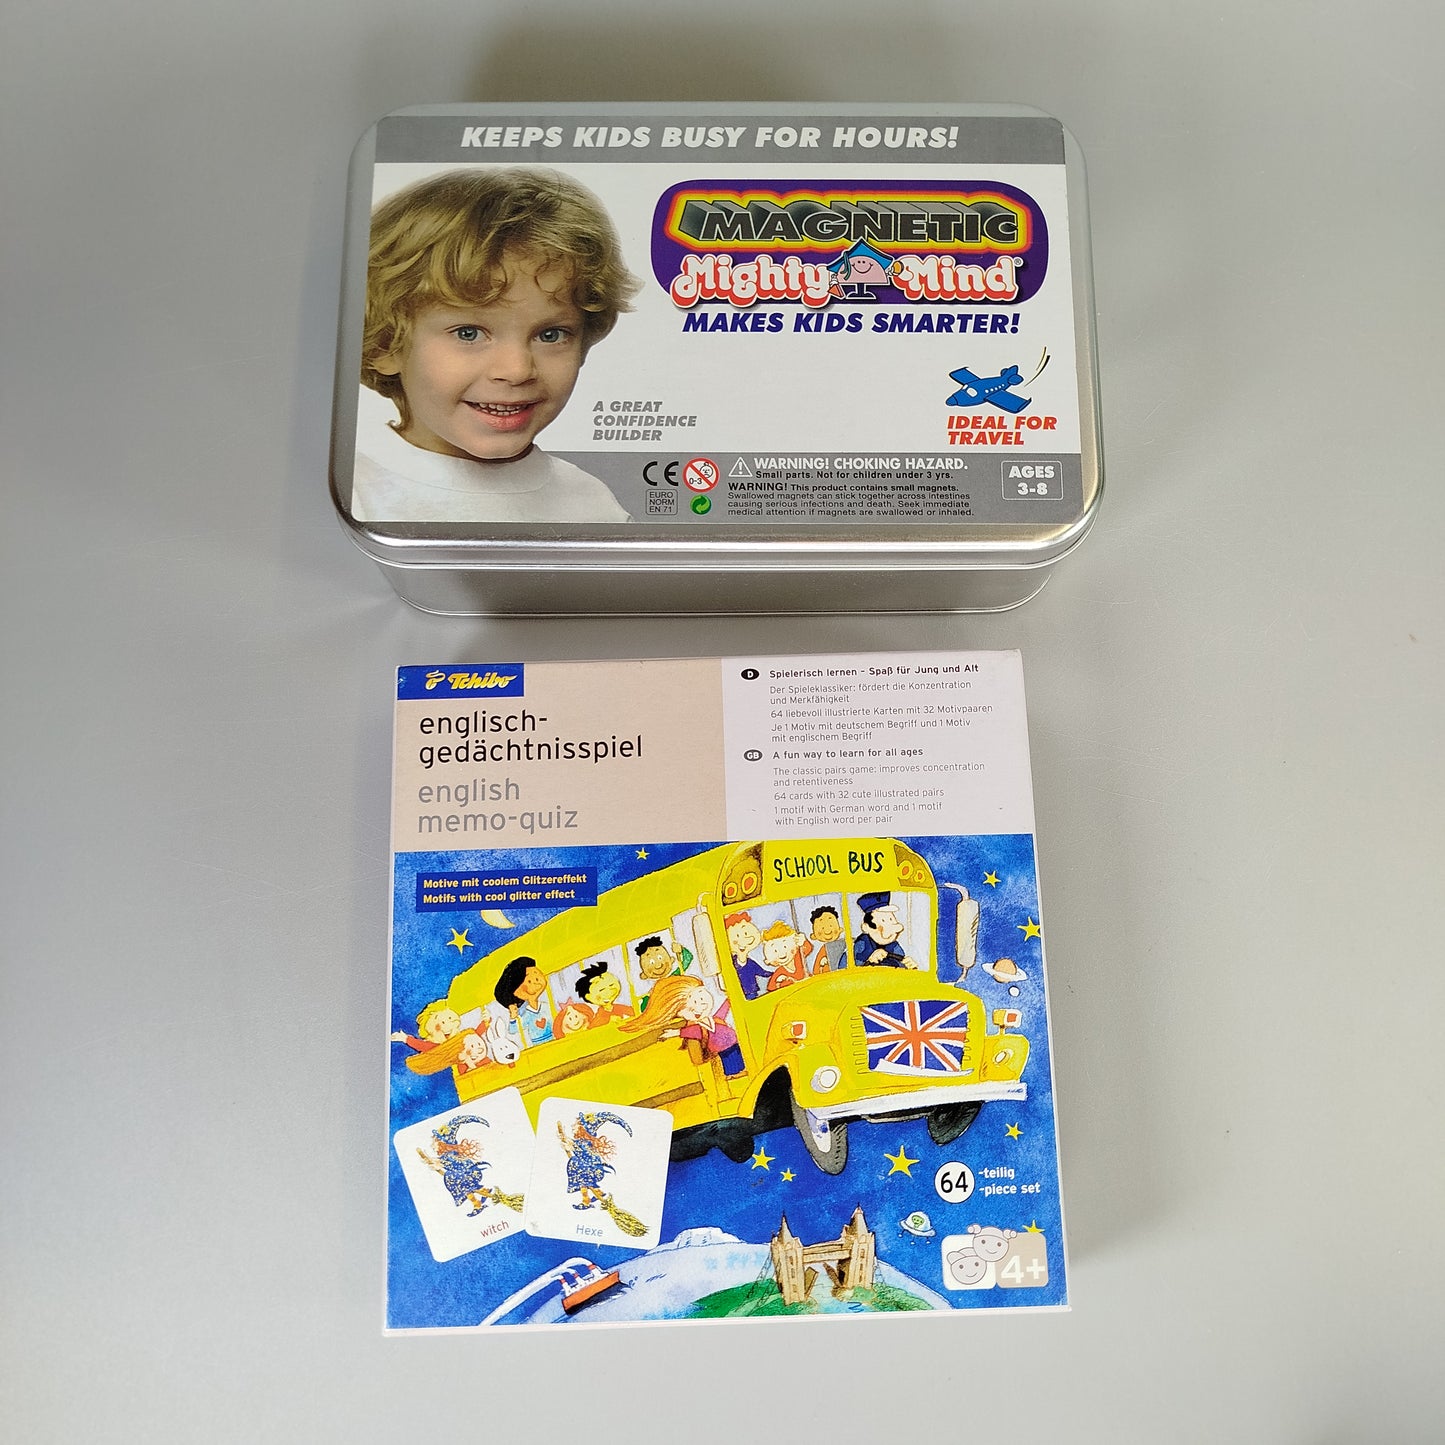 KEEPS KIDS BUSY FOR HOURS!
MAGNETIC
Mighty Mind®
MAKES KIDS SMARTER!
A GREAT
CONFIDENCE
BUILDER
IDEAL FOR
TRAVEL
CE
0-3
EURO
NORM
EN 71
WARNING! CHOKING HAZARD.
Small parts. Not for children under 3 yrs.
WARNING! This product contains small magnets.
Swallowed magnets can stick together across intestines
causing serious infections and death. Seek immediate
medical attention if magnets are swallowed or inhaled.
AGES
3-8
Tchibo
englisch-
gedächtnisspiel
english
memo-quiz
D Spielerisch lernen – Spaß für Jung und Alt
Der Spieleklassiker: fördert die Konzentration
und Merkfähigkeit
64 liebevoll illustrierte Karten mit 32 Motivpaaren
Je 1 Motiv mit deutschem Begriff und 1 Motiv
mit englischem Begriff
GB A fun way to learn for all ages
The classic pairs game: improves concentration
and retentiveness
64 cards with 32 cute illustrated pairs
1 motif with German word and 1 motif
with English word per pair
Motive mit coolem Glitzereffekt
Motifs with cool glitter effect
SCHOOL BUS
witch
Hexe
64 -teilig
-piece set
4+